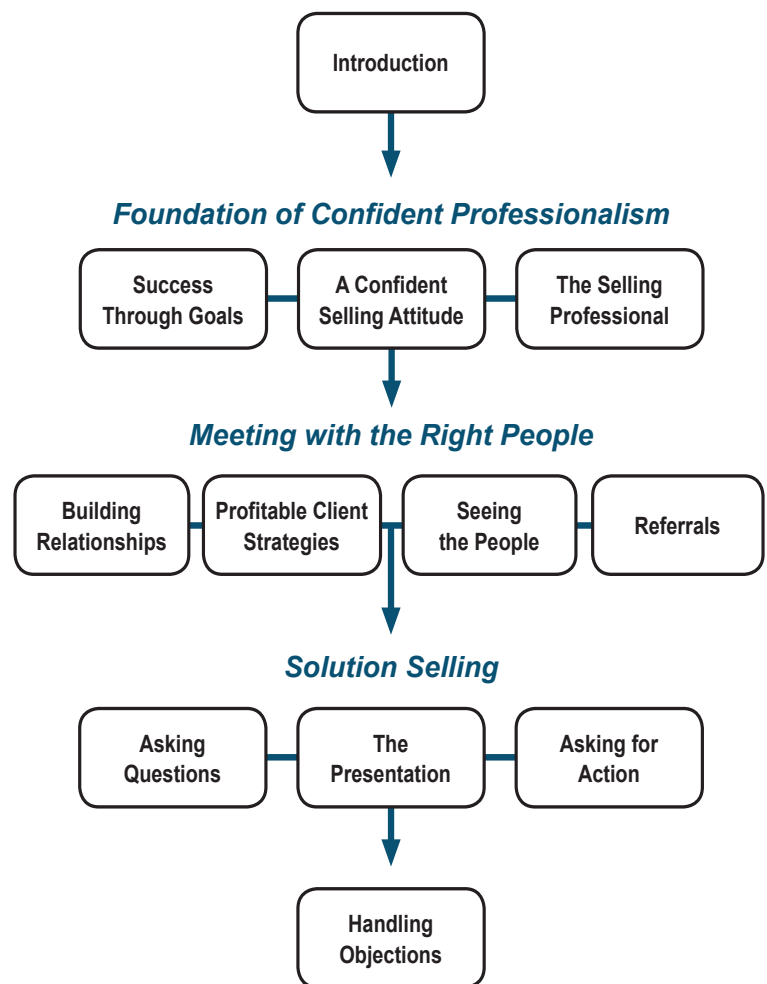 Introduction
Foundation of Confident Professionalism
Success
Through Goals
A Confident
Selling Attitude
The Selling
Professional
Meeting with the Right People
Building
Relationships
Profitable Client
Strategies
Seeing
the People
Referrals
Solution Selling
Asking
Questions
The
Presentation
Asking for
Action
Handling
Objections